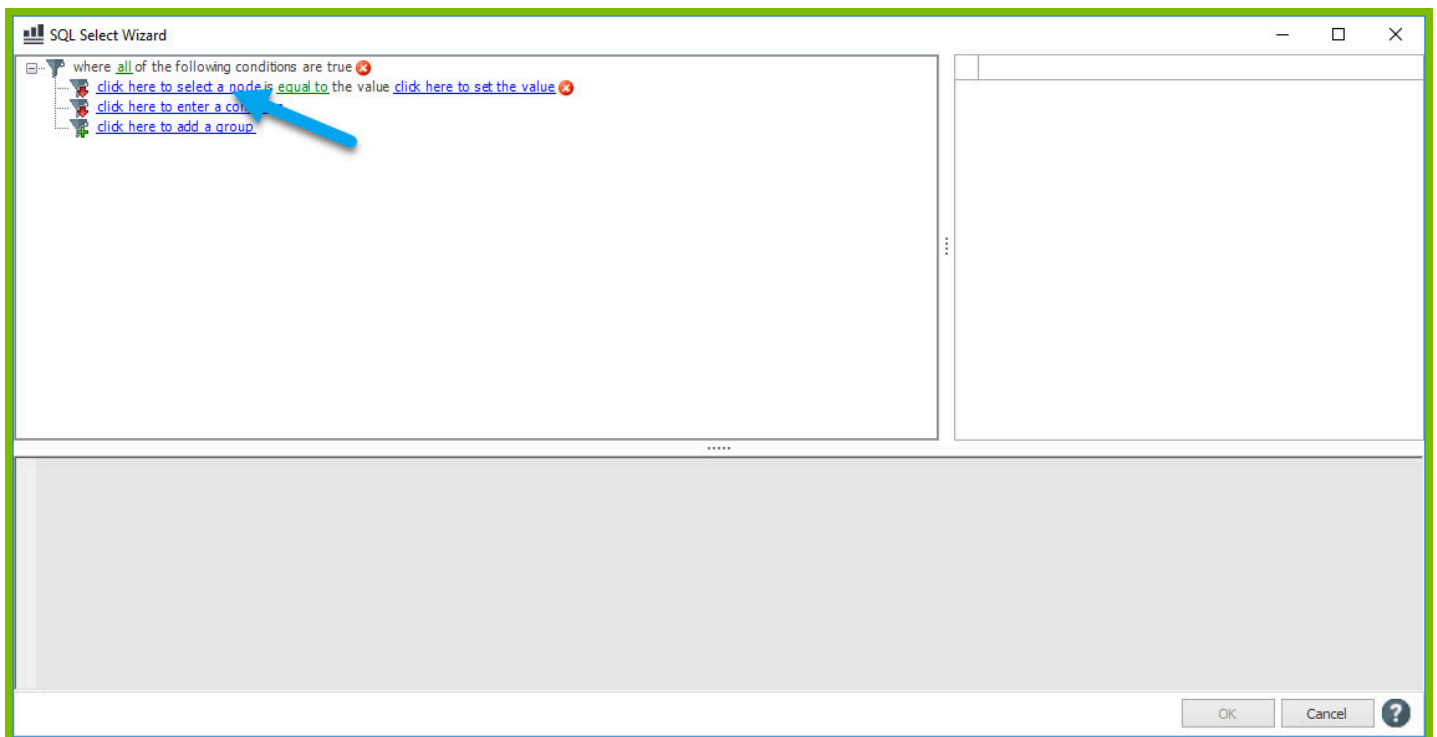 SQL Select Wizard
where all of the following conditions are true
click here to select a node is equal to the value click here to set the value
click here to enter a
click here to add a group
OK
Cancel
?